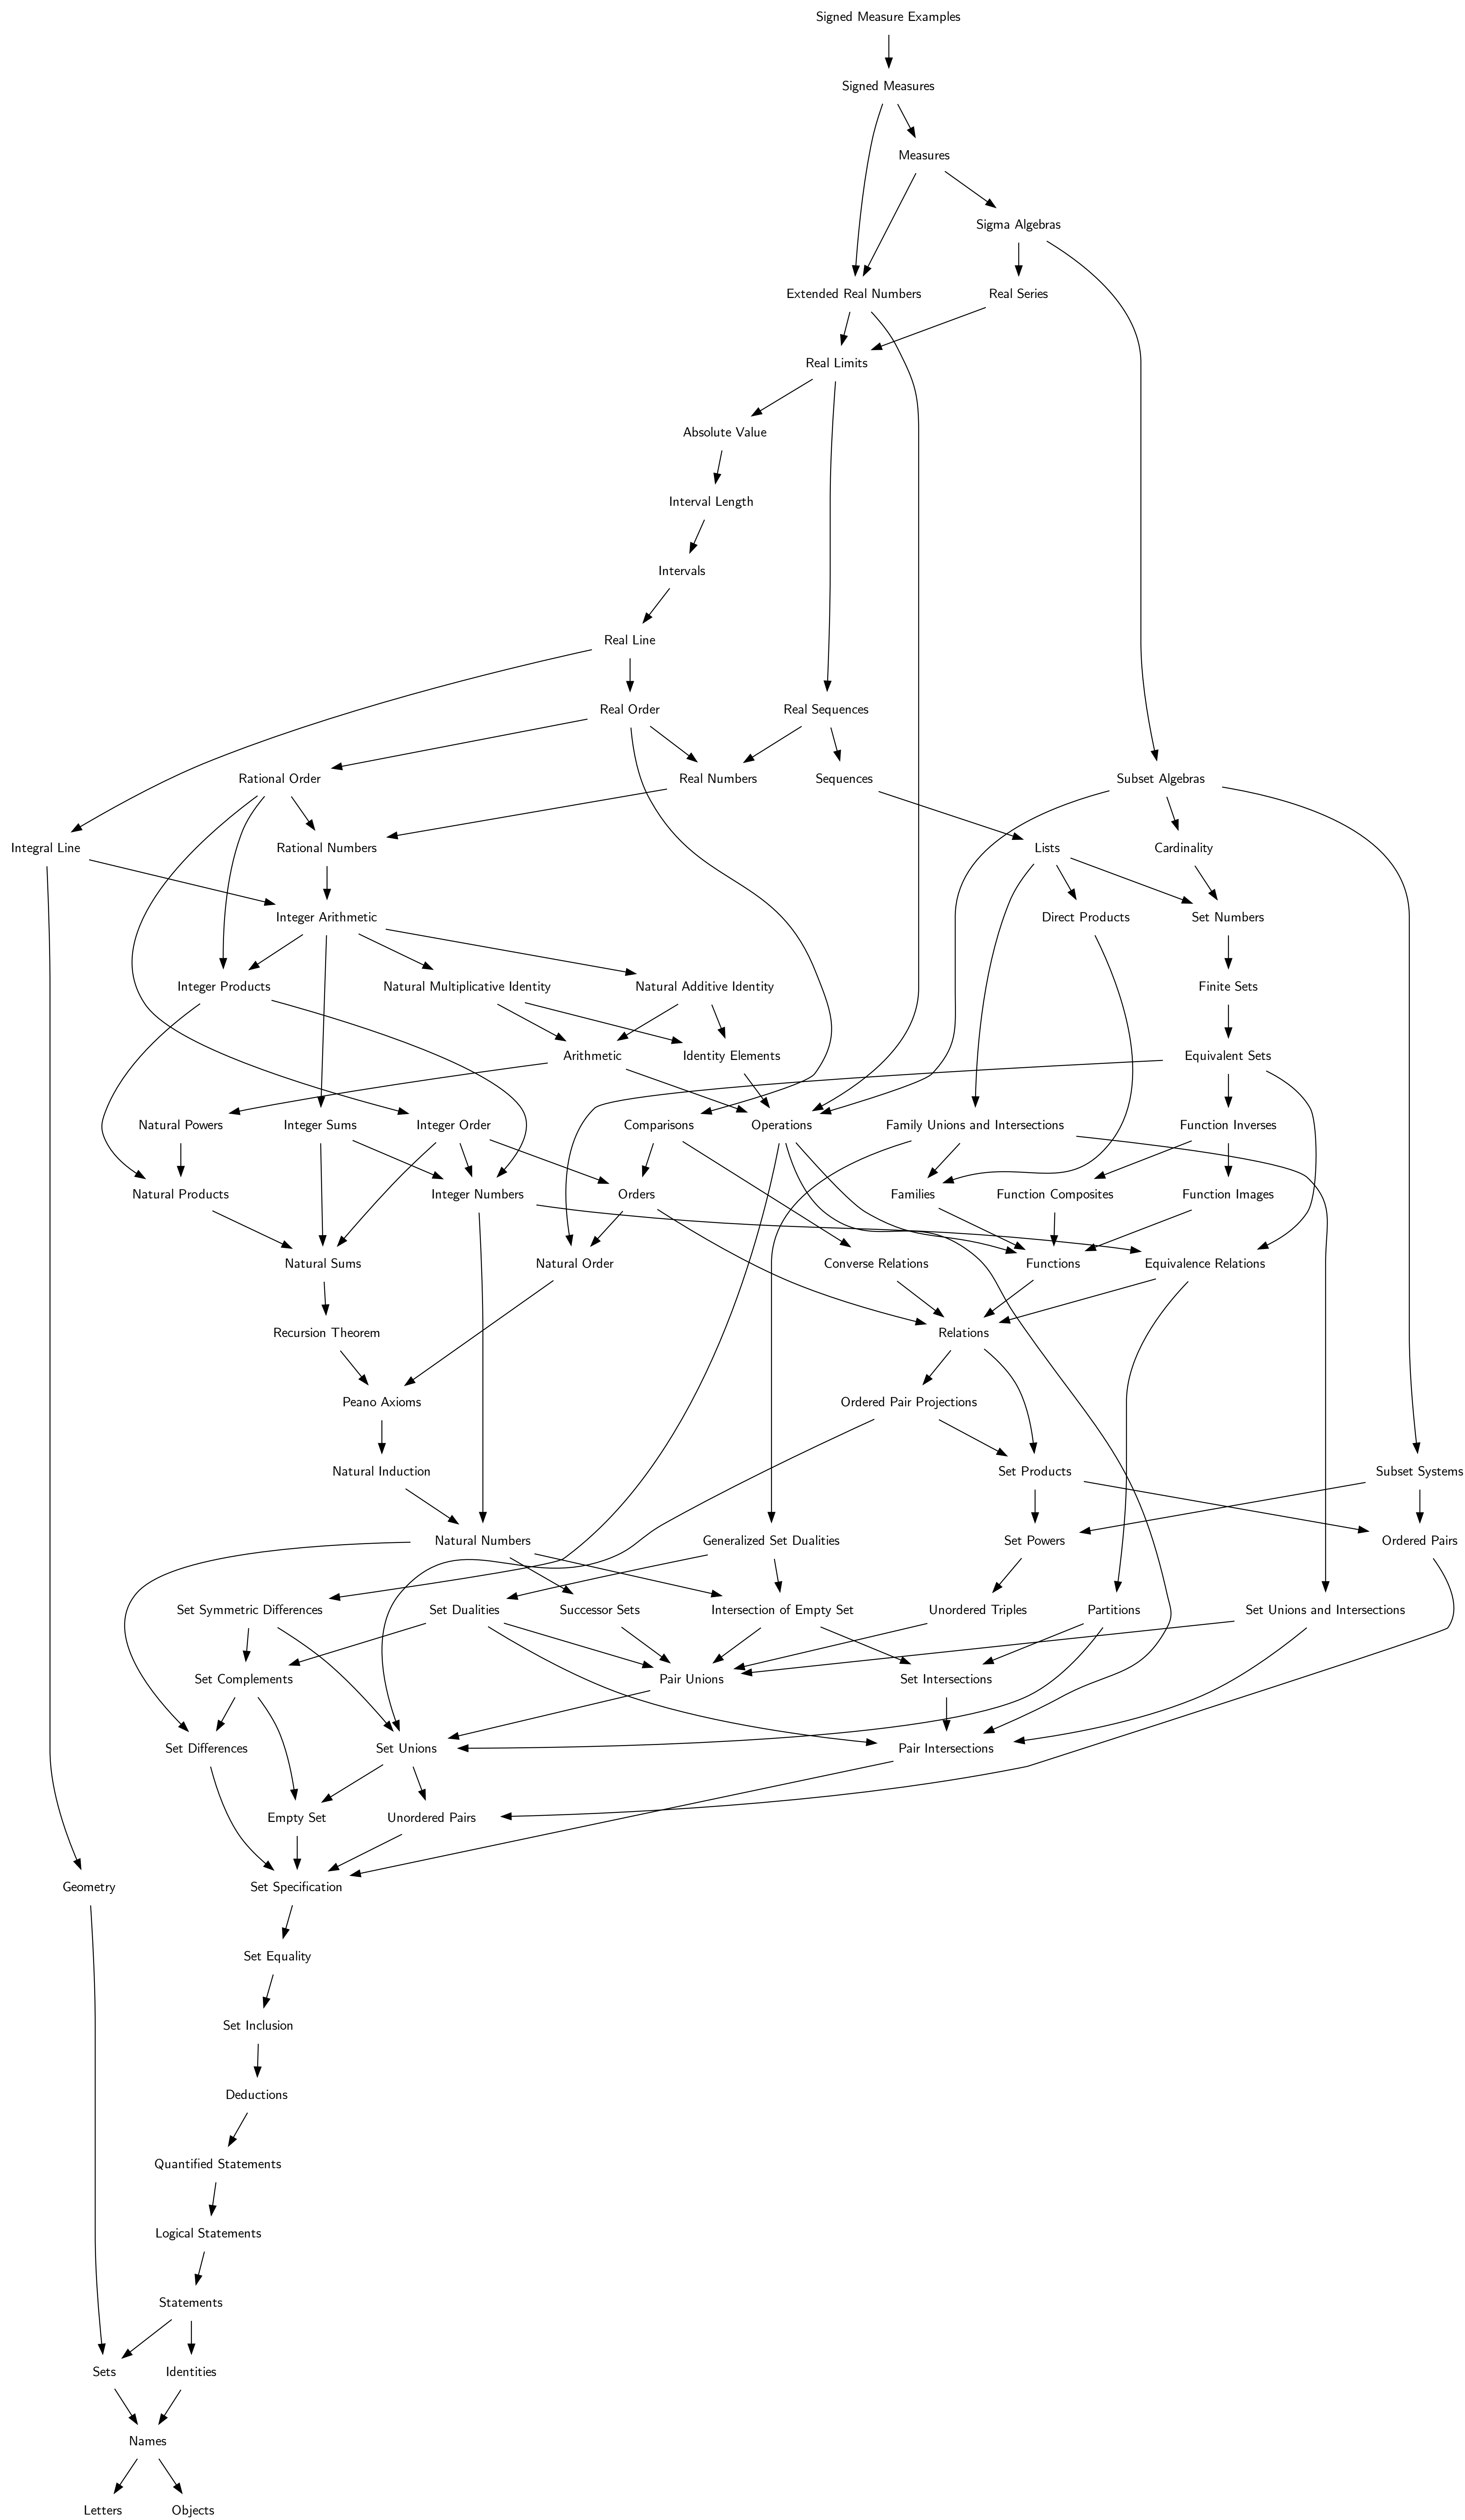 Signed Measure Examples
Signed Measures
Measures
Sigma Algebras
Extended Real Numbers
Real Series
Real Limits
Absolute Value
Interval Length
Intervals
Real Line
Real Order
Real Sequences
Rational Order
Real Numbers
Sequences
Subset Algebras
Integral Line
Rational Numbers
Lists
Cardinality
Integer Arithmetic
Direct Products
Set Numbers
Integer Products
Natural Multiplicative Identity
Natural Additive Identity
Finite Sets
Arithmetic
Identity Elements
Equivalent Sets
Natural Powers
Integer Sums
Integer Order
Comparisons
Operations
Family Unions and Intersections
Function Inverses
Natural Products
Integer Numbers
Orders
Families
Function Composites
Function Images
Natural Sums
Natural Order
Converse Relations
Functions
Equivalence Relations
Recursion Theorem
Relations
Peano Axioms
Ordered Pair Projections
Natural Induction
Set Products
Subset Systems
Natural Numbers
Generalized Set Dualities
Set Powers
Ordered Pairs
Set Symmetric Differences
Set Dualities
Successor Sets
Intersection of Empty Set
Unordered Triples
Partitions
Set Unions and Intersections
Set Complements
Pair Unions
Set Intersections
Set Differences
Set Unions
Pair Intersections
Empty Set
Unordered Pairs
Geometry
Set Specification
Set Equality
Set Inclusion
Deductions
Quantified Statements
Logical Statements
Statements
Sets
Identities
Names
Letters
Objects